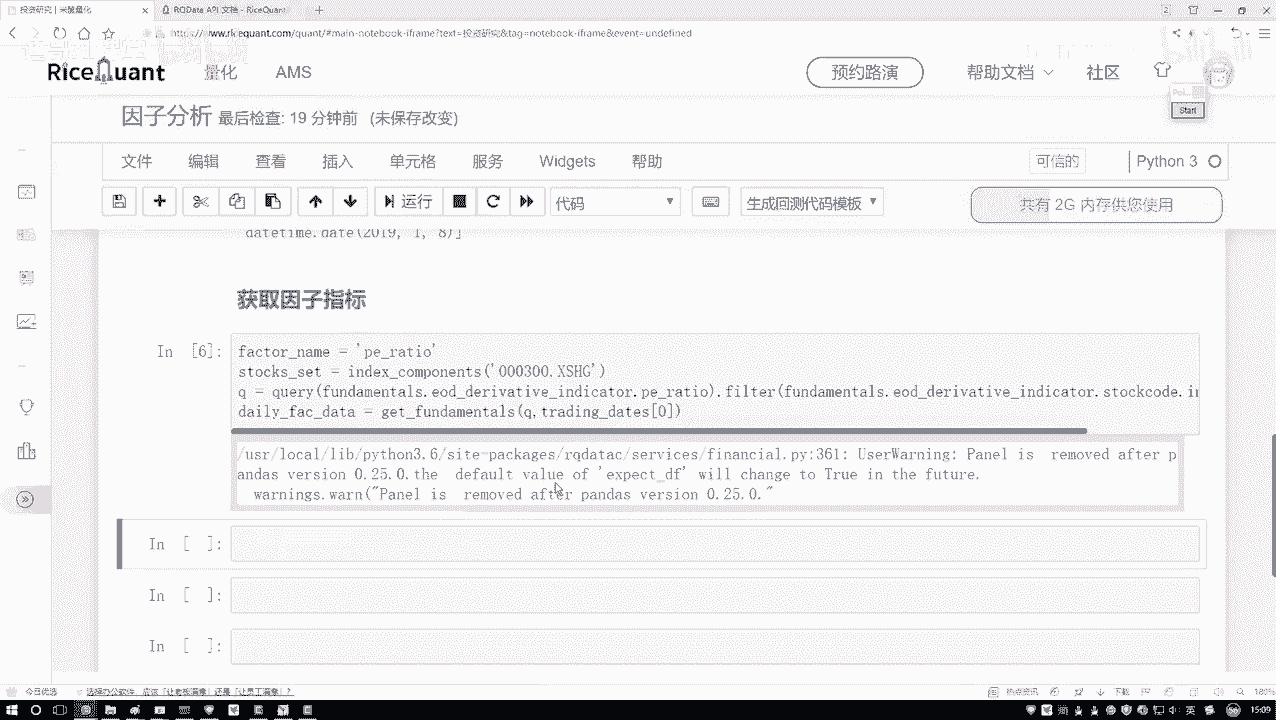 投资研究 | 米筐量化
RQData API 文档 - RiceQuant
https://www.ricequant.com/quant/#main-notebook-iframe?text=投资研究&tag=notebook-iframe&event=undefined
RiceQuant 量化 AMS 预约路演 帮助文档 社区
Start
因子分析 最后检查: 19 分钟前 (未保存改变)
文件 编辑 查看 插入 单元格 服务 Widgets 帮助 可信的 Python 3
运行 代码 生成回测代码模板 共有 2G 内存供您使用
datetime.date(2019, 1, 8)]
获取因子指标
In [6]:
factor_name = 'pe_ratio'
stocks_set = index_components('000300.XSHG')
q = query(fundamentals.eod_derivative_indicator.pe_ratio).filter(fundamentals.eod_derivative_indicator.stockcode.in
daily_fac_data = get_fundamentals(q,trading_dates[0])
/usr/local/lib/python3.6/site-packages/rqdatac/services/financial.py:361: UserWarning: Panel is removed after p
andas version 0.25.0.the default value of 'expect_df' will change to True in the future.
warnings.warn("Panel is removed after pandas version 0.25.0."
In [ ]:
In [ ]:
In [ ]:
今日优选
热点资讯 下载 180%
英 15:09